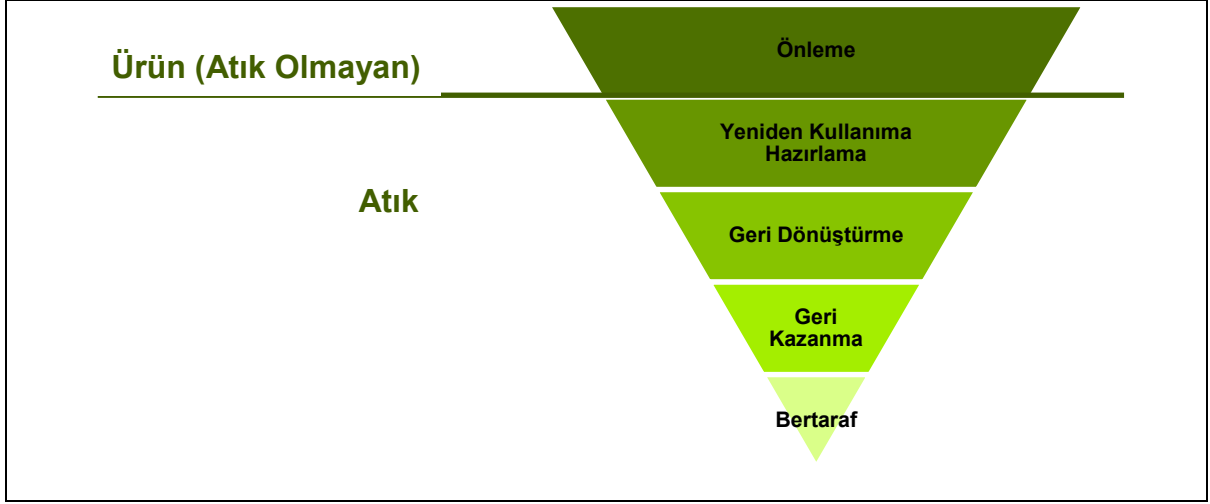 Önleme
Ürün (Atık Olmayan)
Yeniden Kullanıma
Hazırlama
Atık
Geri Dönüştürme
Geri
Kazanma
Bertaraf